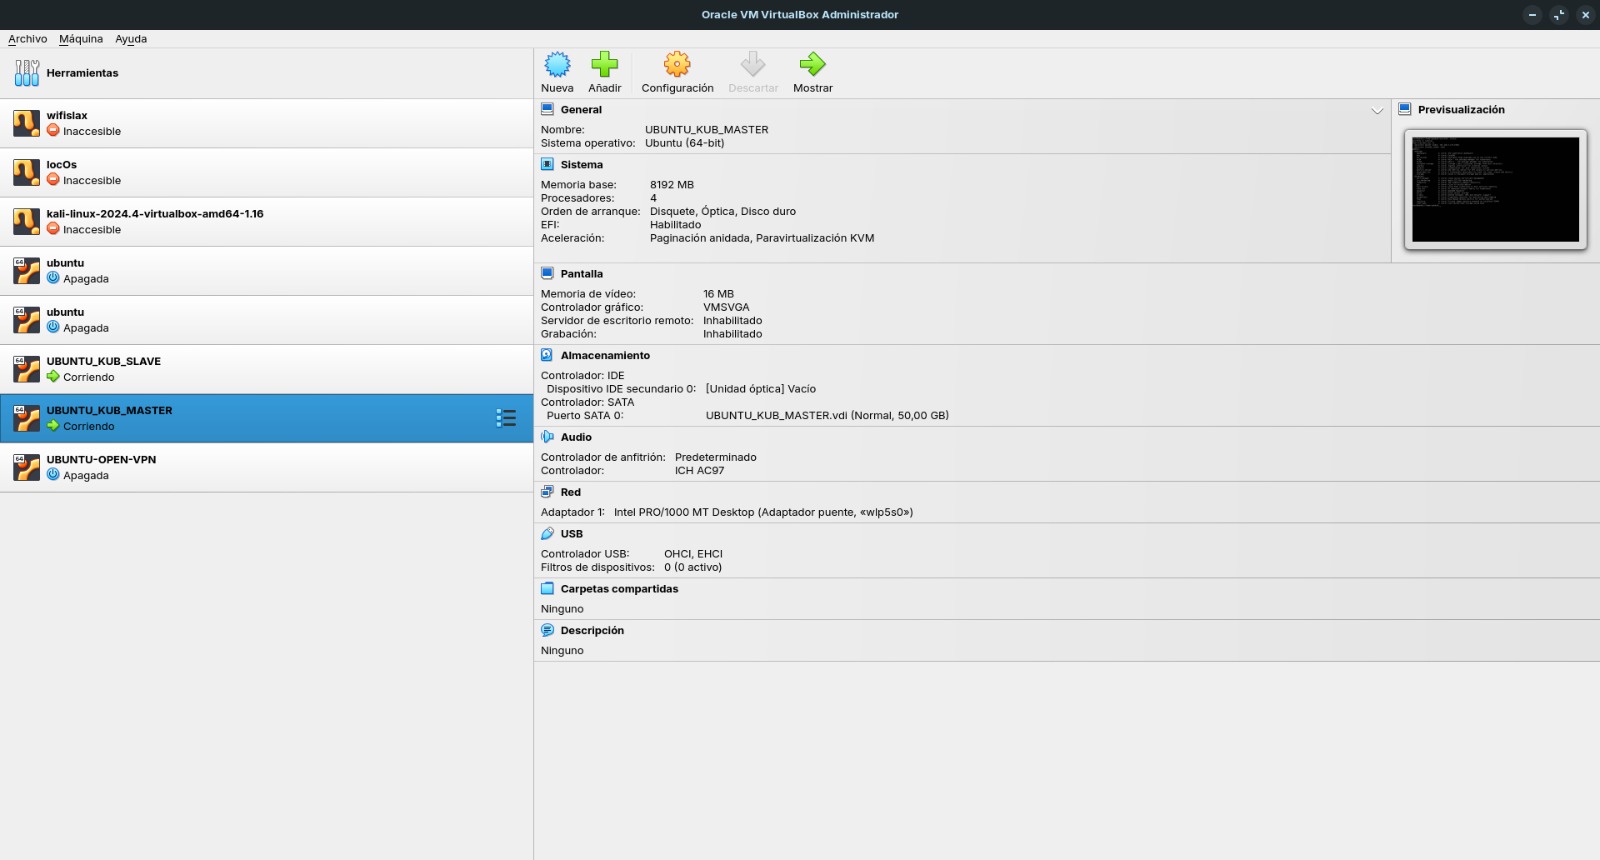 Oracle VM VirtualBox Administrador
Archivo Máquina Ayuda
Herramientas
wifislax
Inaccesible
locOs
Inaccesible
kali-linux-2024.4-virtualbox-amd64-1.16
Inaccesible
64
ubuntu
Apagada
64
ubuntu
Apagada
64
UBUNTU_KUB_SLAVE
Corriendo
64
UBUNTU_KUB_MASTER
Corriendo
64
UBUNTU-OPEN-VPN
Apagada
Nueva Añadir Configuración Descartar Mostrar
General
Nombre: UBUNTU_KUB_MASTER
Sistema operativo: Ubuntu (64-bit)
Sistema
Memoria base: 8192 MB
Procesadores: 4
Orden de arranque: Disquete, Óptica, Disco duro
EFI: Habilitado
Aceleración: Paginación anidada, Paravirtualización KVM
Previsualización
Pantalla
Memoria de vídeo: 16 MB
Controlador gráfico: VMSVGA
Servidor de escritorio remoto: Inhabilitado
Grabación: Inhabilitado
Almacenamiento
Controlador: IDE
Dispositivo IDE secundario 0: [Unidad óptica] Vacío
Controlador: SATA
Puerto SATA 0: UBUNTU_KUB_MASTER.vdi (Normal, 50,00 GB)
Audio
Controlador de anfitrión: Predeterminado
Controlador: ICH AC97
Red
Adaptador 1: Intel PRO/1000 MT Desktop (Adaptador puente, «wlp5s0»)
USB
Controlador USB: OHCI, EHCI
Filtros de dispositivos: 0 (0 activo)
Carpetas compartidas
Ninguno
Descripción
Ninguno